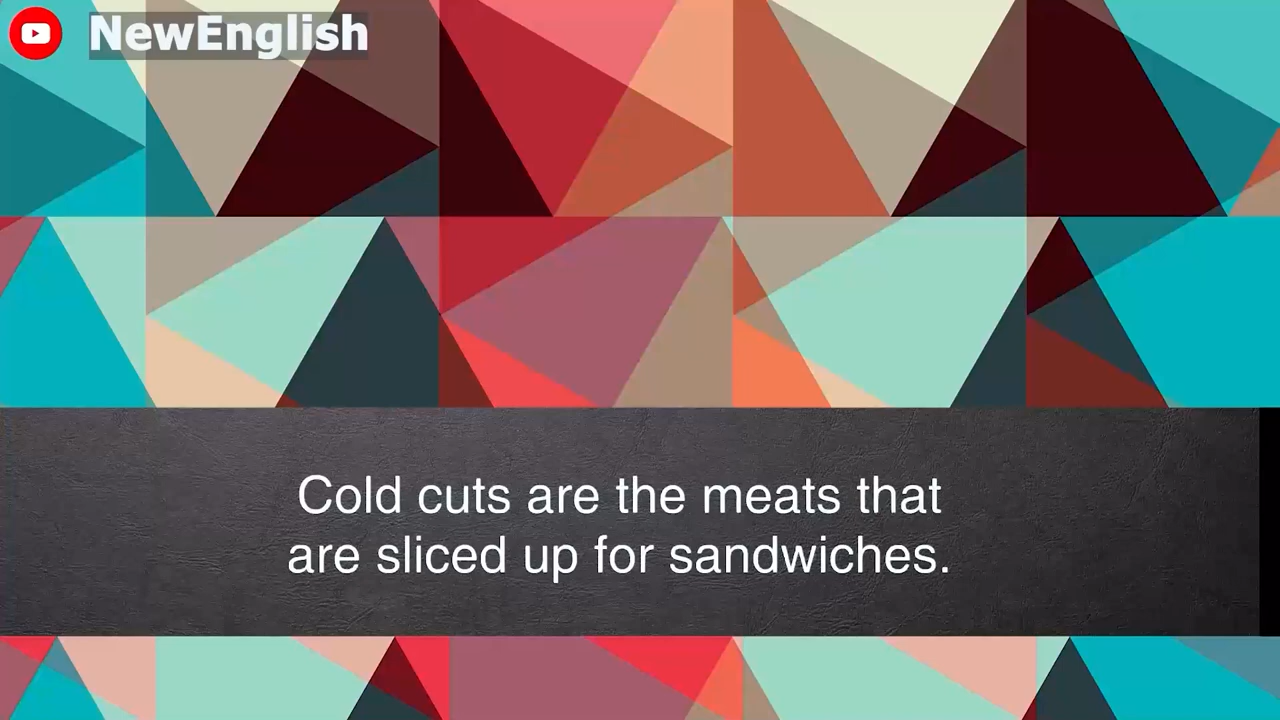 NewEnglish
Cold cuts are the meats that
are sliced up for sandwiches.